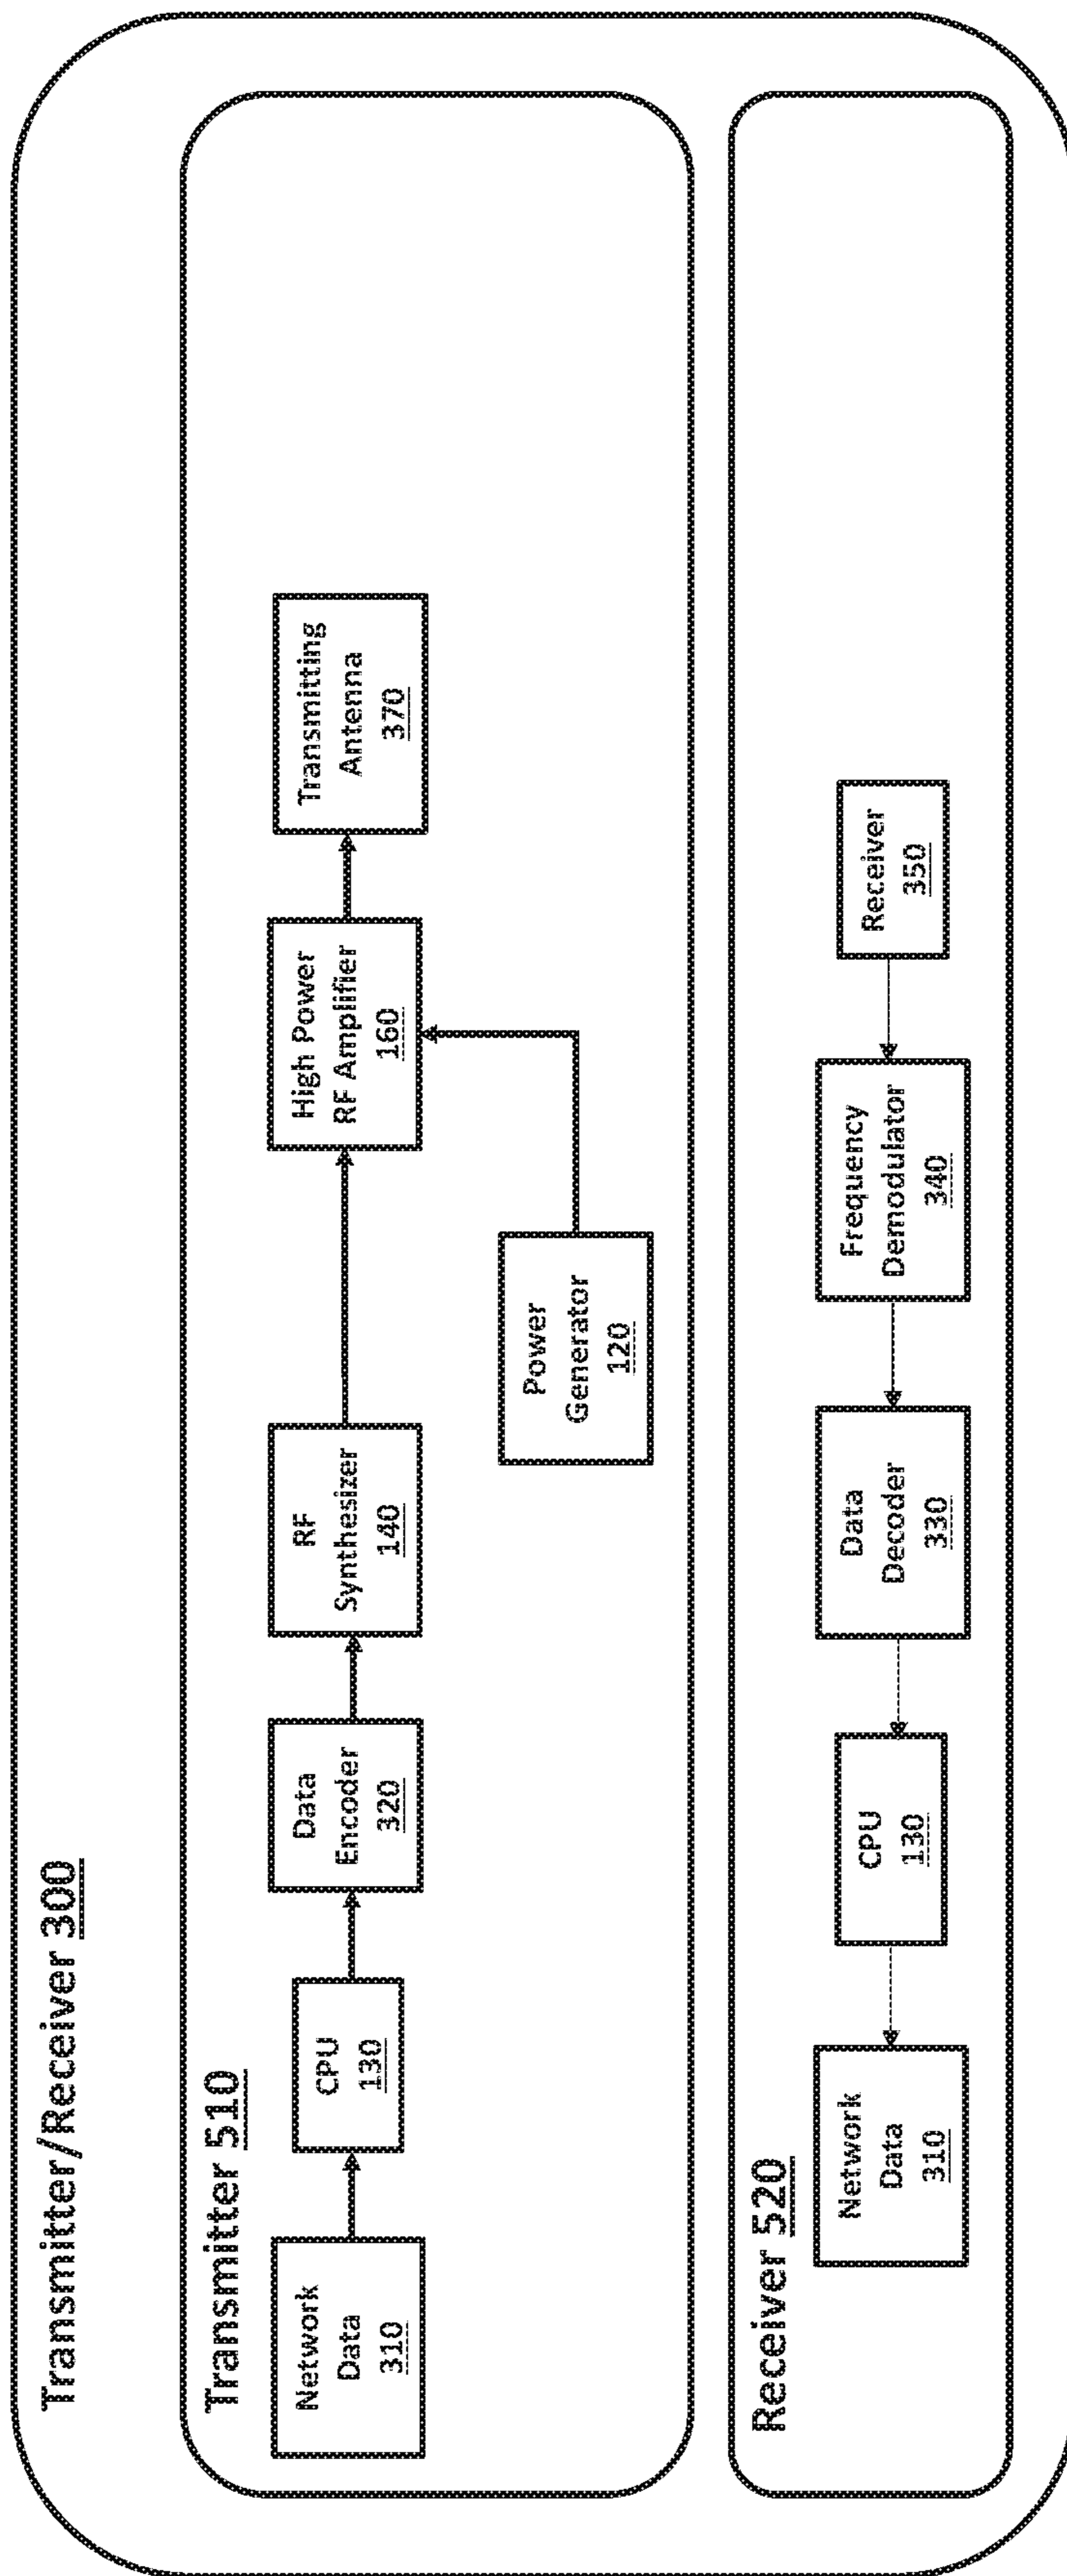 Transmitter/Receiver 300
Transmitter 510
Network
Data
310
CPU
130
Data
Encoder
320
RF
Synthesizer
140
High Power
RF Amplifier
160
Transmitting
Antenna
370
Power
Generator
120
Receiver 520
Network
Data
310
CPU
130
Data
Decoder
330
Frequency
Demodulator
340
Receiver
350